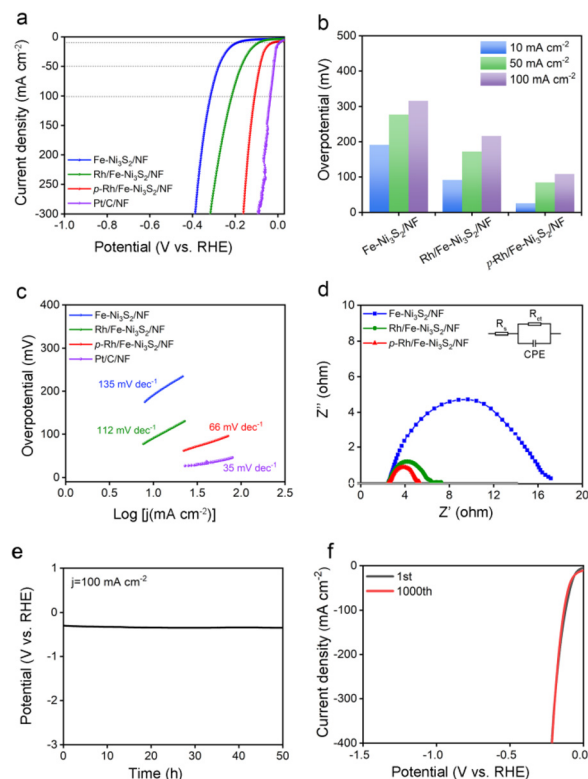 a
0
50
100
150
200
250
300
Current density (mA cm⁻²)
Fe-Ni₃S₂/NF
Rh/Fe-Ni₃S₂/NF
p-Rh/Fe-Ni₃S₂/NF
Pt/C/NF
-1.0 -0.8 -0.6 -0.4 -0.2 0.0
Potential (V vs. RHE)
b
500
400
300
200
100
0
Overpotential (mV)
10 mA cm⁻²
50 mA cm⁻²
100 mA cm⁻²
Fe-Ni₃S₂/NF
Rh/Fe-Ni₃S₂/NF
p-Rh/Fe-Ni₃S₂/NF
c
400
300
200
100
0
Overpotential (mV)
Fe-Ni₃S₂/NF
Rh/Fe-Ni₃S₂/NF
p-Rh/Fe-Ni₃S₂/NF
Pt/C/NF
135 mV dec⁻¹
112 mV dec⁻¹
66 mV dec⁻¹
35 mV dec⁻¹
0.0 0.5 1.0 1.5 2.0 2.5
Log [j(mA cm⁻²)]
d
10
8
6
4
2
0
Z'' (ohm)
Fe-Ni₃S₂/NF
Rh/Fe-Ni₃S₂/NF
p-Rh/Fe-Ni₃S₂/NF
Rct
Rs
CPE
0 4 8 12 16 20
Z' (ohm)
e
1
0
-1
-2
-3
Potential (V vs. RHE)
j=100 mA cm⁻²
0 10 20 30 40 50
Time (h)
f
0
-100
-200
-300
-400
Current density (mA cm⁻²)
1st
1000th
-1.5 -1.0 -0.5 0.0
Potential (V vs. RHE)